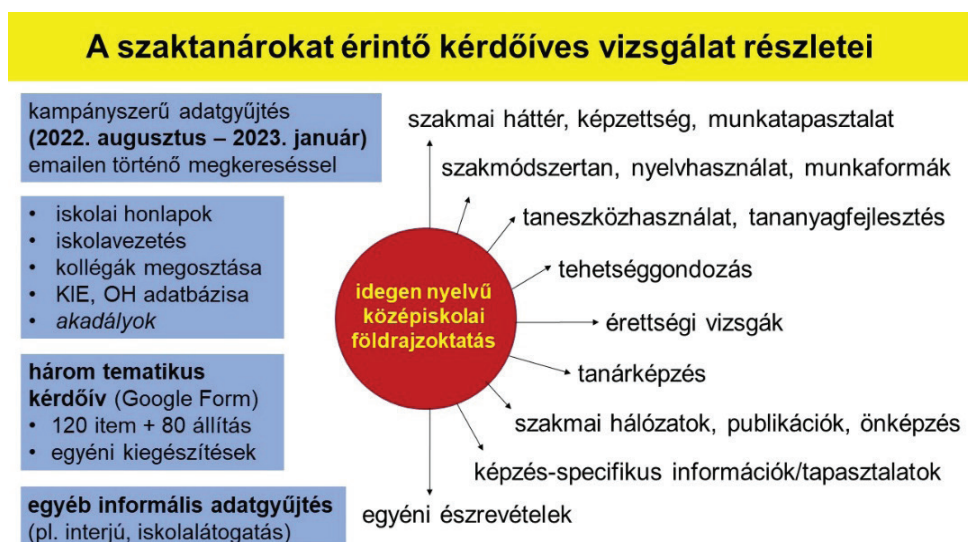 A szaktanárokat érintő kérdőíves vizsgálat részletei
kampányszerű adatgyűjtés
(2022. augusztus – 2023. január)
emailen történő megkereséssel
• iskolai honlapok
• iskolavezetés
• kollégák megosztása
• KIE, OH adatbázisa
• akadályok
három tematikus
kérdőív (Google Form)
• 120 item + 80 állítás
• egyéni kiegészítések
egyéb informális adatgyűjtés
(pl. interjú, iskolalátogatás)
idegen nyelvű
középiskolai
földrajzoktatás
szakmai háttér, képzettség, munkatapasztalat
szakmódszertan, nyelvhasználat, munkaformák
taneszközhasználat, tananyagfejlesztés
tehetséggondozás
érettségi vizsgák
tanárképzés
szakmai hálózatok, publikációk, önképzés
képzés-specifikus információk/tapasztalatok
egyéni észrevételek